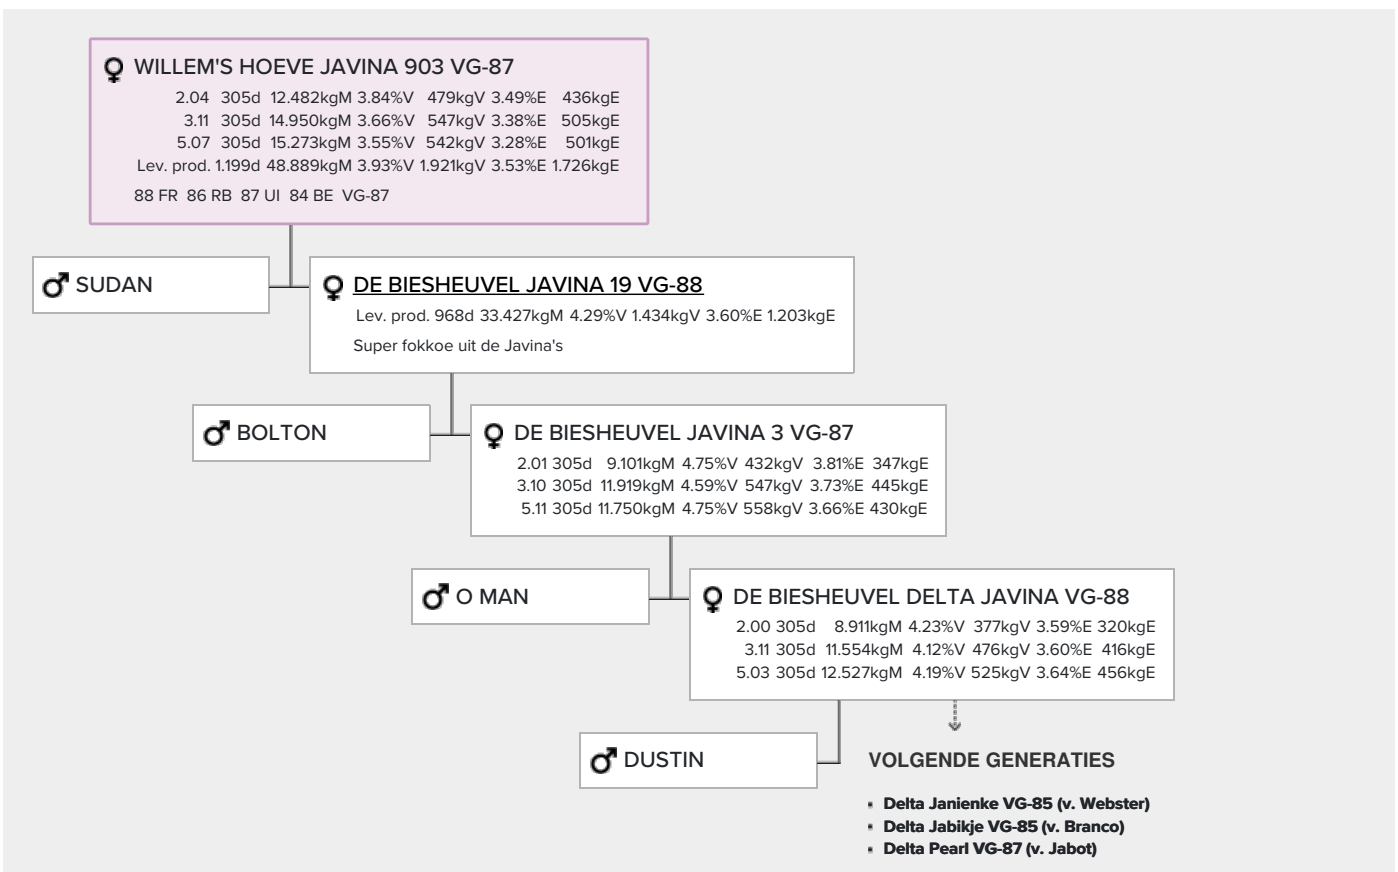 WILLEM'S HOEVE JAVINA 903 VG-87
2.04 305d 12.482kgM 3.84%V 479kgV 3.49%E 436kgE
3.11 305d 14.950kgM 3.66%V 547kgV 3.38%E 505kgE
5.07 305d 15.273kgM 3.55%V 542kgV 3.28%E 501kgE
Lev. prod. 1.199d 48.889kgM 3.93%V 1.921kgV 3.53%E 1.726kgE
88 FR 86 RB 87 UI 84 BE VG-87
SUDAN
DE BIESHEUVEL JAVINA 19 VG-88
Lev. prod. 968d 33.427kgM 4.29%V 1.434kgV 3.60%E 1.203kgE
Super fokkoe uit de Javina's
BOLTON
DE BIESHEUVEL JAVINA 3 VG-87
2.01 305d 9.101kgM 4.75%V 432kgV 3.81%E 347kgE
3.10 305d 11.919kgM 4.59%V 547kgV 3.73%E 445kgE
5.11 305d 11.750kgM 4.75%V 558kgV 3.66%E 430kgE
O MAN
DE BIESHEUVEL DELTA JAVINA VG-88
2.00 305d 8.911kgM 4.23%V 377kgV 3.59%E 320kgE
3.11 305d 11.554kgM 4.12%V 476kgV 3.60%E 416kgE
5.03 305d 12.527kgM 4.19%V 525kgV 3.64%E 456kgE
DUSTIN
VOLGENDE GENERATIES
Delta Janienke VG-85 (v. Webster)
Delta Jabikje VG-85 (v. Branco)
Delta Pearl VG-87 (v. Jabot)